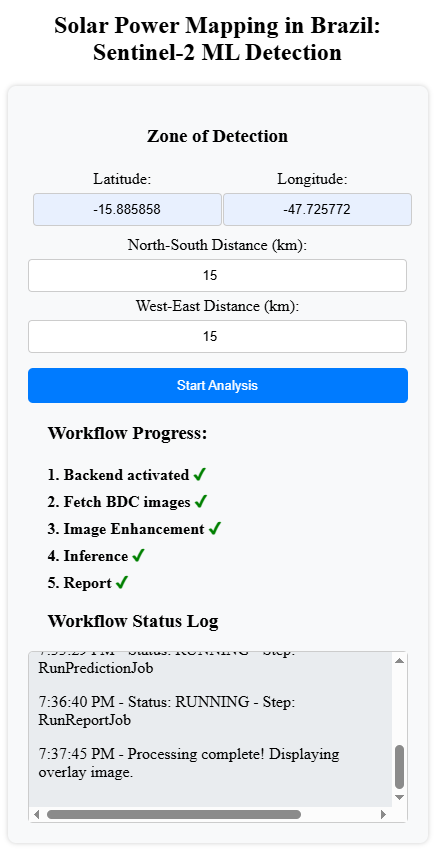 Solar Power Mapping in Brazil:
Sentinel-2 ML Detection
Zone of Detection
Latitude:
Longitude:
-15.885858
-47.725772
North-South Distance (km):
15
West-East Distance (km):
15
Start Analysis
Workflow Progress:
1. Backend activated ✔
2. Fetch BDC images ✔
3. Image Enhancement ✔
4. Inference ✔
5. Report ✔
Workflow Status Log
PM - Status: RUNNING - Step:
RunPredictionJob
7:36:40 PM - Status: RUNNING - Step:
RunReportJob
7:37:45 PM - Processing complete! Displaying
overlay image.